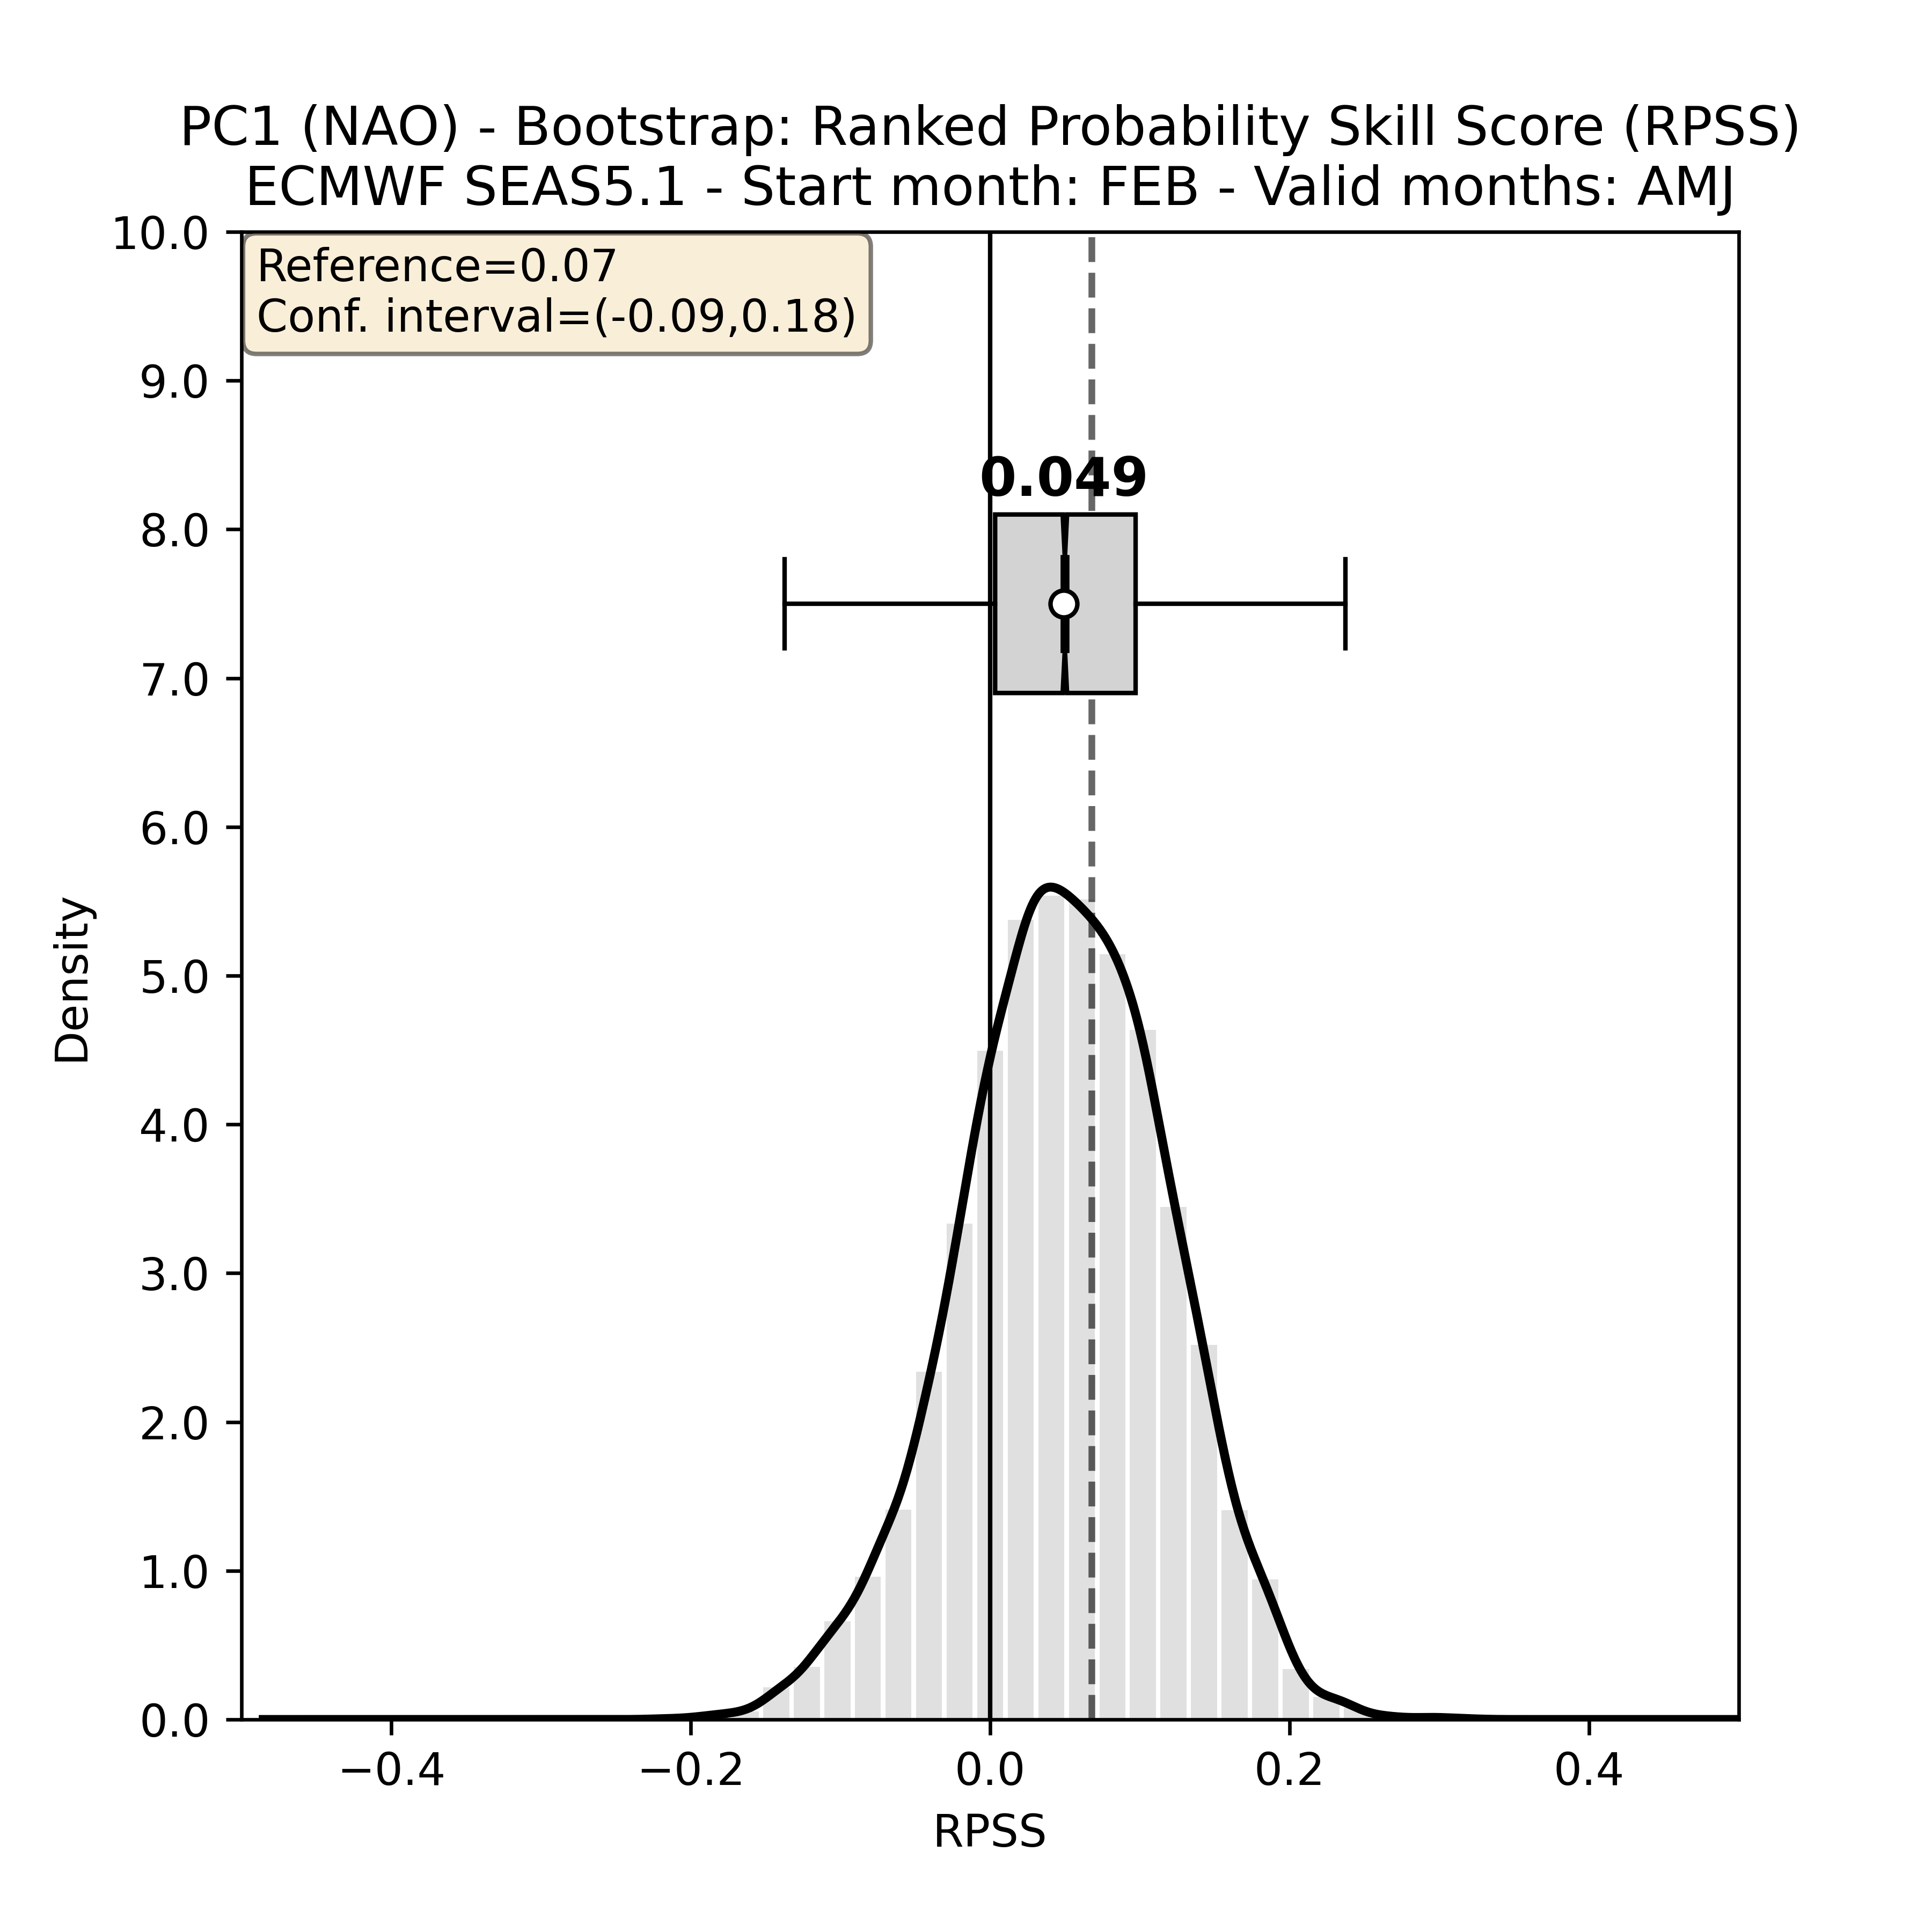 PC1 (NAO) - Bootstrap: Ranked Probability Skill Score (RPSS)
ECMWF SEAS5.1 - Start month: FEB - Valid months: AMJ
Reference=0.07
Conf. interval=(-0.09,0.18)
0.049
10.0
9.0
8.0
7.0
6.0
5.0
4.0
3.0
2.0
1.0
0.0
Density
−0.4
−0.2
0.0
0.2
0.4
RPSS